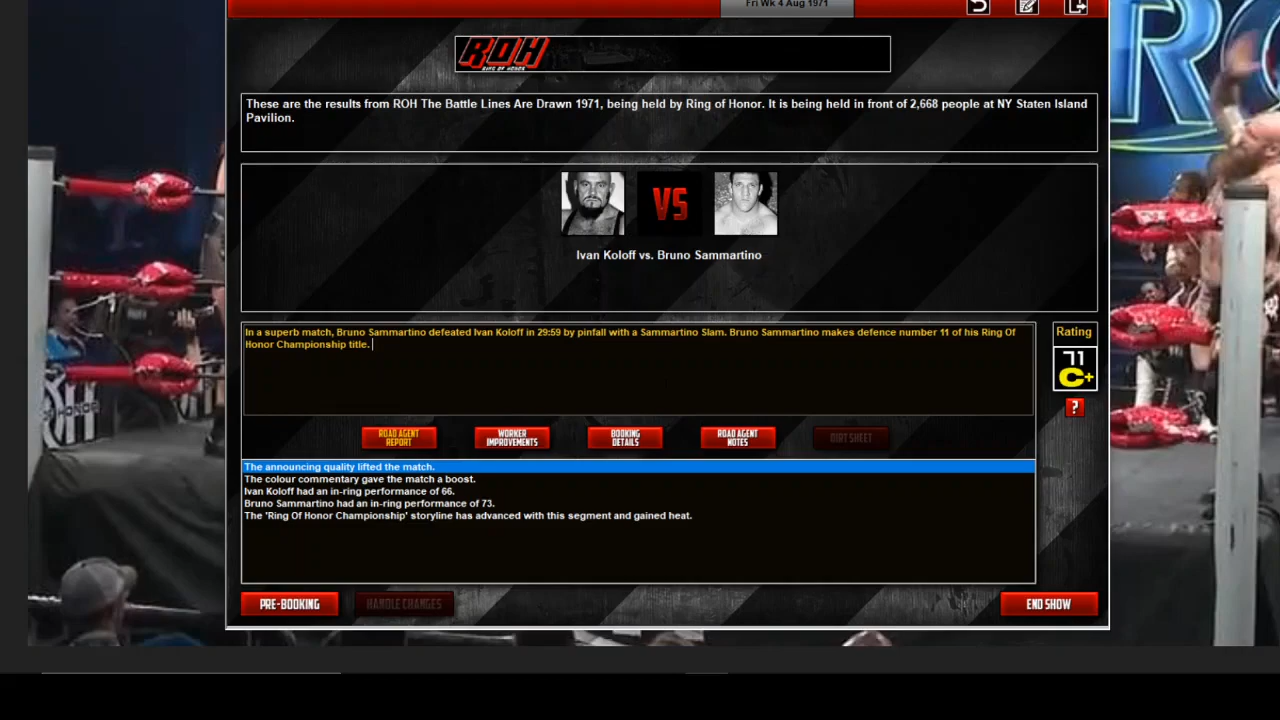 Fri Wk 4 Aug 1971
ROH
RING OF HONOR
These are the results from ROH The Battle Lines Are Drawn 1971, being held by Ring of Honor. It is being held in front of 2,668 people at NY Staten Island
Pavilion.
VS
Ivan Koloff vs. Bruno Sammartino
In a superb match, Bruno Sammartino defeated Ivan Koloff in 29:59 by pinfall with a Sammartino Slam. Bruno Sammartino makes defence number 11 of his Ring Of
Honor Championship title.
Rating
71
C+
?
ROAD AGENT
REPORT
WORKER
IMPROVEMENTS
BOOKING
DETAILS
ROAD AGENT
NOTES
DIRT SHEET
The announcing quality lifted the match.
The colour commentary gave the match a boost.
Ivan Koloff had an in-ring performance of 66.
Bruno Sammartino had an in-ring performance of 73.
The 'Ring Of Honor Championship' storyline has advanced with this segment and gained heat.
PRE-BOOKING
HANDLE CHANGES
END SHOW